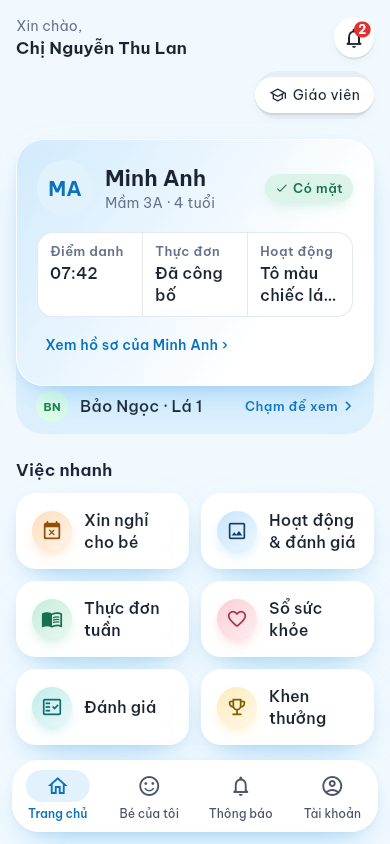 Xin chào,
Chị Nguyễn Thu Lan
2
Giáo viên
MA
Minh Anh
Mầm 3A · 4 tuổi
Có mặt
Điểm danh
07:42
Thực đơn
Đã công
bố
Hoạt động
Tô màu
chiếc lá...
Xem hồ sơ của Minh Anh ›
BN
Bảo Ngọc · Lá 1
Chạm để xem
Việc nhanh
Xin nghỉ
cho bé
Hoạt động
& đánh giá
Thực đơn
tuần
Sổ sức
khỏe
Đánh giá
Khen
thưởng
Trang chủ
Bé của tôi
Thông báo
Tài khoản